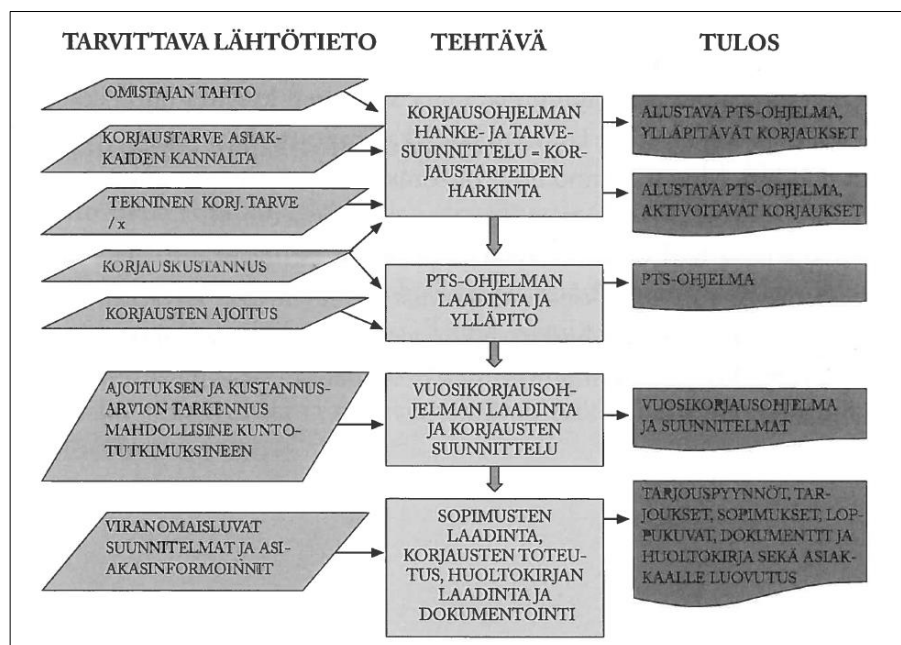 TARVITTAVA LÄHTÖTIETO
TEHTÄVÄ
TULOS
OMISTAJAN TAHTO
KORJAUSTARVE ASIAK-
KAIDEN KANNALTA
TEKNINEN KORJ. TARVE
/x
KORJAUSKUSTANNUS
KORJAUSTEN AJOITUS
AJOITUKSEN JA KUSTANNUS-
ARVION TARKENNUS
MAHDOLLISINE KUNTO-
TUTKIMUKSINEEN
VIRANOMAISLUVAT
SUUNNITELMAT JA ASI-
AKASINFORMOINNIT
KORJAUSOHJELMAN
HANKE- JA TARVE-
SUUNNITTELU = KOR-
JAUSTARPEIDEN
HARKINTA
PTS-OHJELMAN
LAADINTA JA
YLLÄPITO
VUOSIKORJAUSOH-
JELMAN LAADINTA
JA KORJAUSTEN
SUUNNITTELU
SOPIMUSTEN
LAADINTA,
KORJAUSTEN TOTEU-
TUS, HUOLTOKIRJAN
LAADINTA JA
DOKUMENTOINTI
ALUSTAVA PTS-OHJELMA,
YLLÄPITÄVÄT KORJAUKSET
ALUSTAVA PTS-OHJELMA,
AKTIVOITAVAT KORJAUKSET
PTS-OHJELMA
VUOSIKORJAUSOHJELMA
JA SUUNNITELMAT
TARJOUSPYYNNÖT, TAR-
JOUKSET, SOPIMUKSET, LOP-
PUKUVAT, DOKUMENTIT JA
HUOLTOKIRJA SEKÄ ASIAK-
KAALLE LUOVUTUS